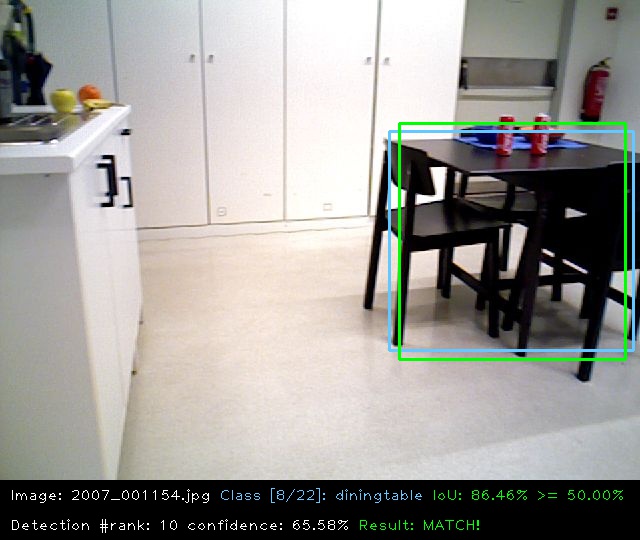 Image: 2007_001154.jpg Class [8/22]: diningtable IoU: 86.46% >= 50.00%
Detection #rank: 10 confidence: 65.58% Result: MATCH!